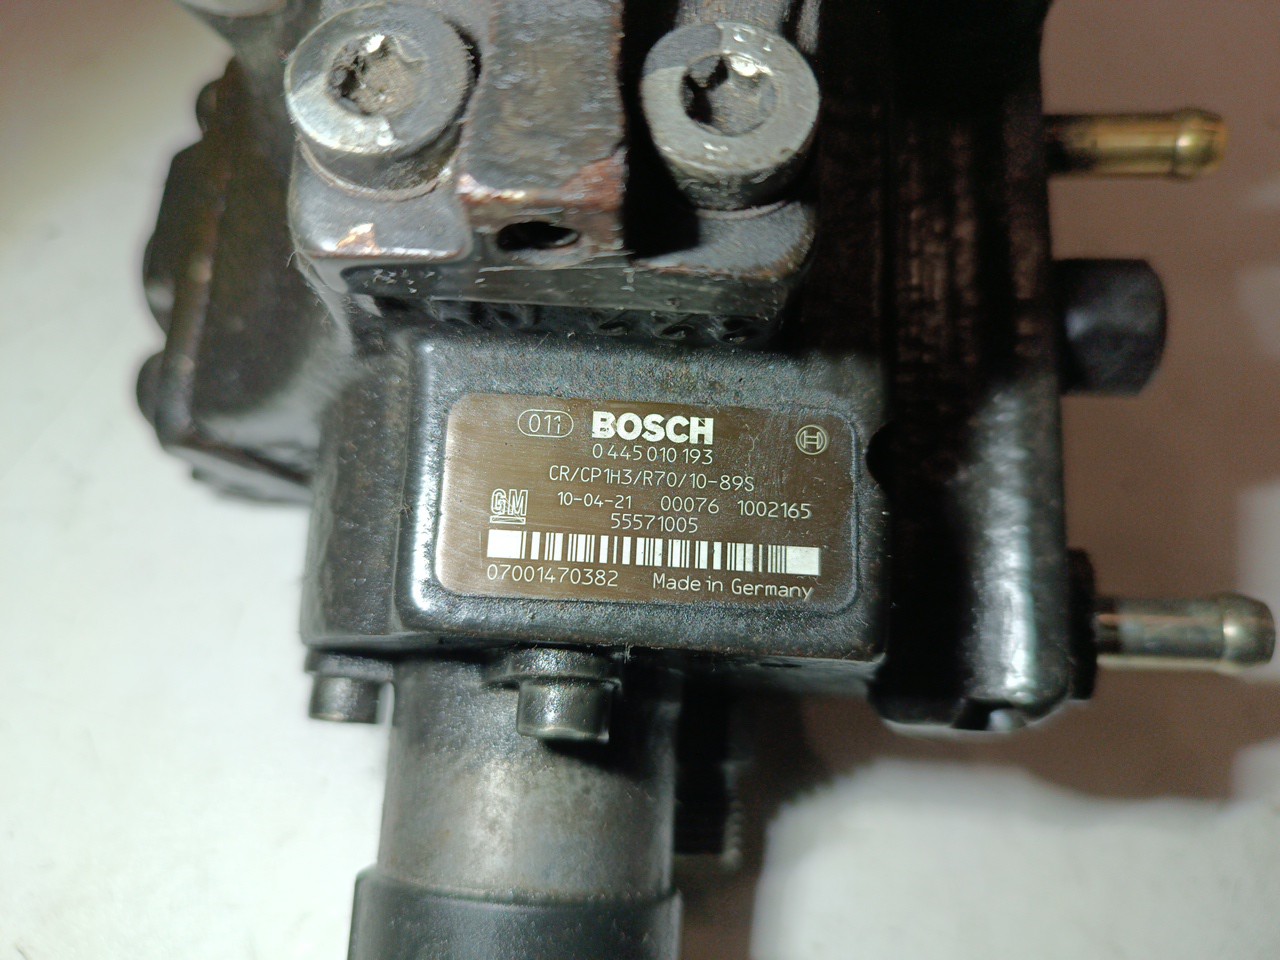 011 BOSCH
0 445 010 193
CR/CP1H3/R70/10-89S
GM 10-04-21 00076 1002165
55571005
07001470382 Made in Germany